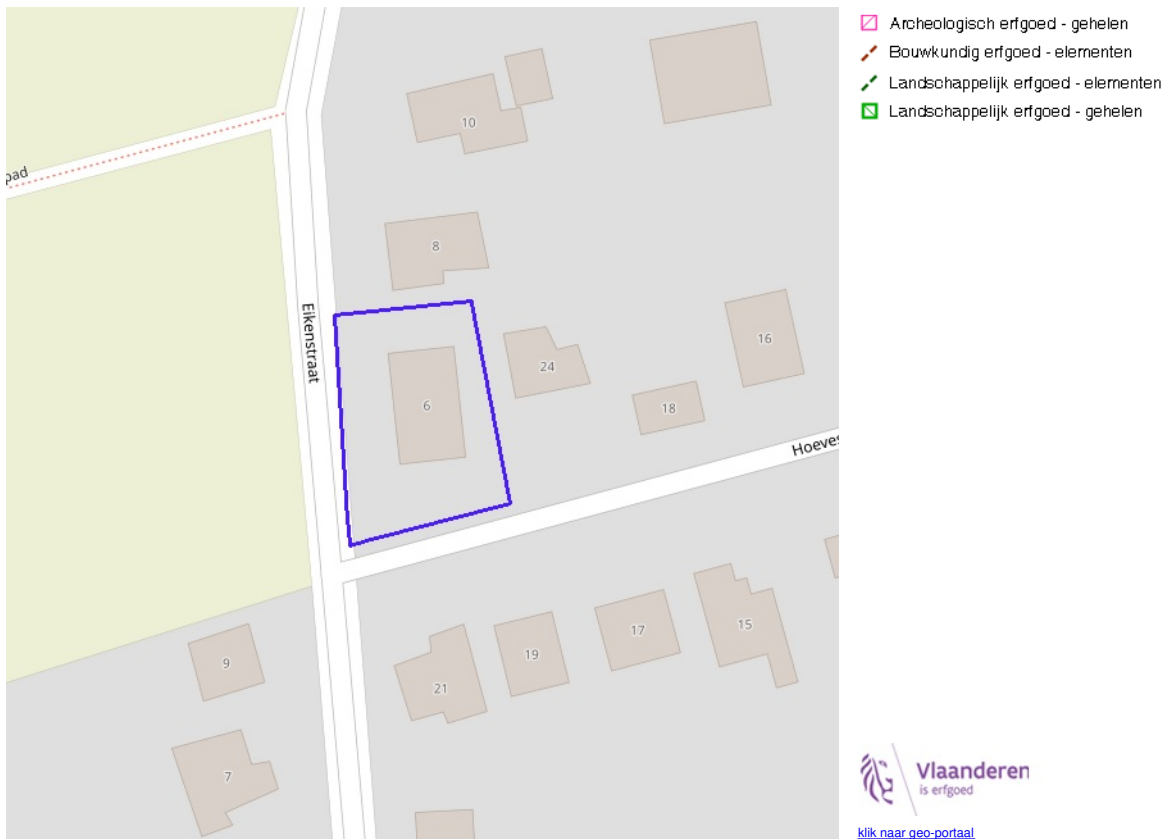 Archeologisch erfgoed - gehelen
Bouwkundig erfgoed - elementen
Landschappelijk erfgoed - elementen
Landschappelijk erfgoed - gehelen
10
pad
8
Eikenstraat
6
24
16
18
Hoeves
9
21
19
17
15
7
Vlaanderen
is erfgoed
klik naar geo-portaal